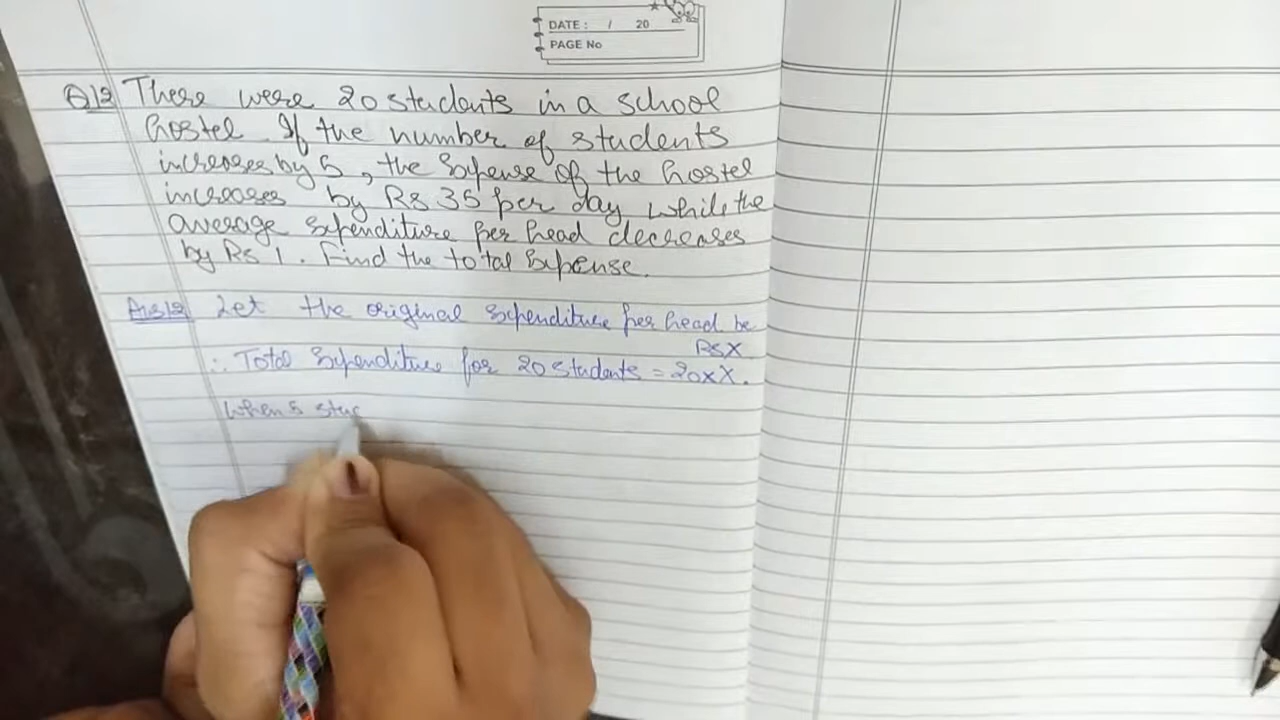 DATE : / 20
PAGE No
Q12 There were 20 students in a school
hostel If the number of students
increases by 5, the Expense of the hostel
increases by Rs 35 per day, while the
average Expenditure per head decreases
by Rs 1. Find the total Expense.
Ans12 Let the original Expenditure per head be
Rs X
∴ Total Expenditure for 20 students = 20xX.
When 5 stud